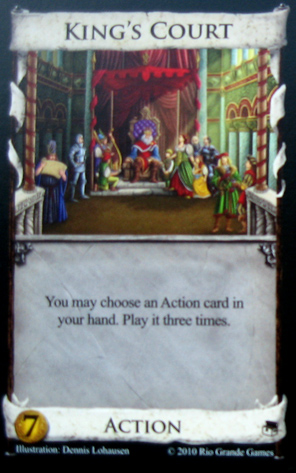 KING'S COURT
You may choose an Action card in
your hand. Play it three times.
7
ACTION
Illustration: Dennis Lohausen © 2010 Rio Grande Games